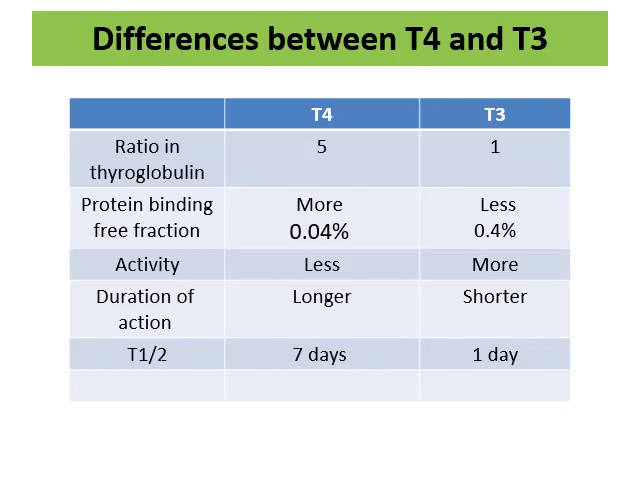 Differences between T4 and T3
T4 T3
Ratio in thyroglobulin 5 1
Protein binding More Less
free fraction 0.04% 0.4%
Activity Less More
Duration of action Longer Shorter
T1/2 7 days 1 day